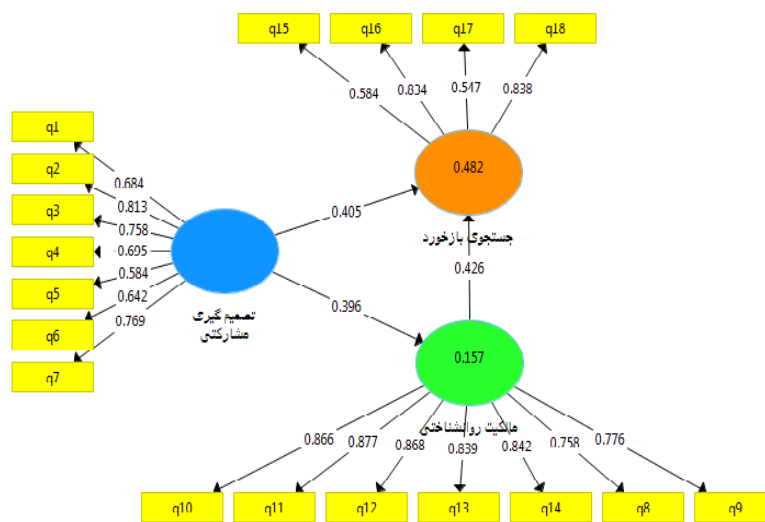 q15 q16 q17 q18
0.584 0.834 0.547 0.838
q1
q2
q3
q4
q5
q6
q7
0.684
0.813
0.758
0.695
0.584
0.642
0.769
تصمیم گیری
مشارکتی
0.405
0.396
0.482
جستجوی بازخورد
0.426
0.157
مالکیت روانشناختی
0.866 0.877 0.868 0.839 0.842 0.758 0.776
q10 q11 q12 q13 q14 q8 q9